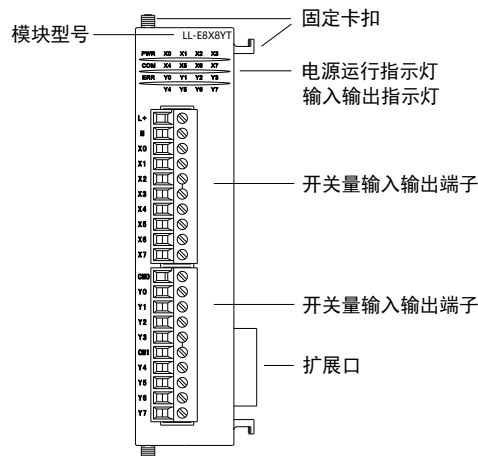 固定卡扣
模块型号
LL-E8X8YT
PWR X0 X1 X2 X3
COM X4 X5 X6 X7
ERR Y0 Y1 Y2 Y3
Y4 Y5 Y6 Y7
电源运行指示灯
输入输出指示灯
L+
M
X0
X1
X2
X3
X4
X5
X6
X7
开关量输入输出端子
CM0
Y0
Y1
Y2
Y3
CM1
Y4
Y5
Y6
Y7
开关量输入输出端子
扩展口